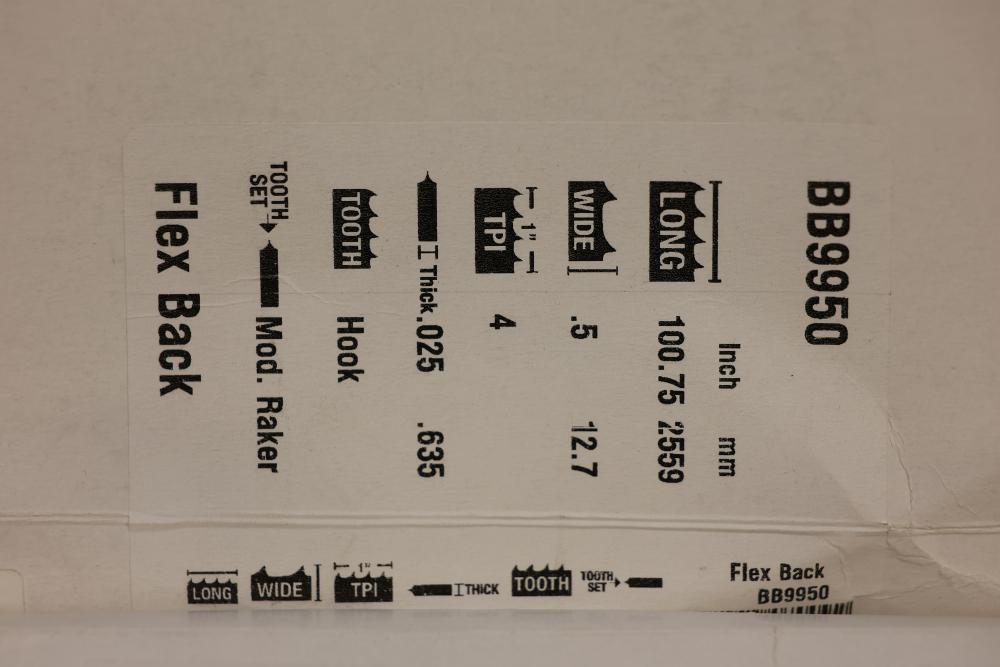 BB9950
Inch mm
LONG 100.75 2559
WIDE .5 12.7
1" TPI 4
Thick .025 .635
TOOTH Hook
TOOTH SET Mod. Raker
Flex Back
LONG WIDE 1" TPI THICK TOOTH TOOTH SET
Flex Back
BB9950